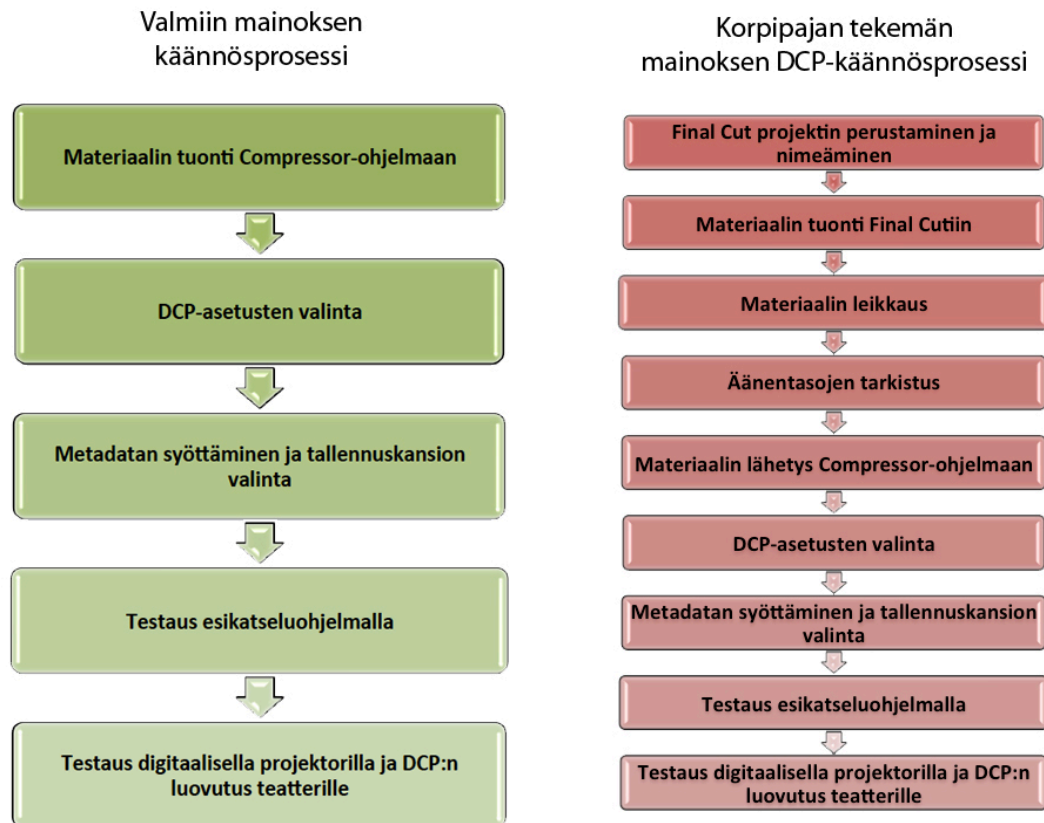 Valmiin mainoksen
käännösprosessi
Materiaalin tuonti Compressor-ohjelmaan
DCP-asetusten valinta
Metadatan syöttäminen ja tallennuskansion
valinta
Testaus esikatseluohjelmalla
Testaus digitaalisella projektorilla ja DCP:n
luovutus teatterille
Korpipajan tekemän
mainoksen DCP-käännösprosessi
Final Cut projektin perustaminen ja
nimeäminen
Materiaalin tuonti Final Cutiin
Materiaalin leikkaus
Äänentasojen tarkistus
Materiaalin lähetys Compressor-ohjelmaan
DCP-asetusten valinta
Metadatan syöttäminen ja tallennuskansion
valinta
Testaus esikatseluohjelmalla
Testaus digitaalisella projektorilla ja DCP:n
luovutus teatterille